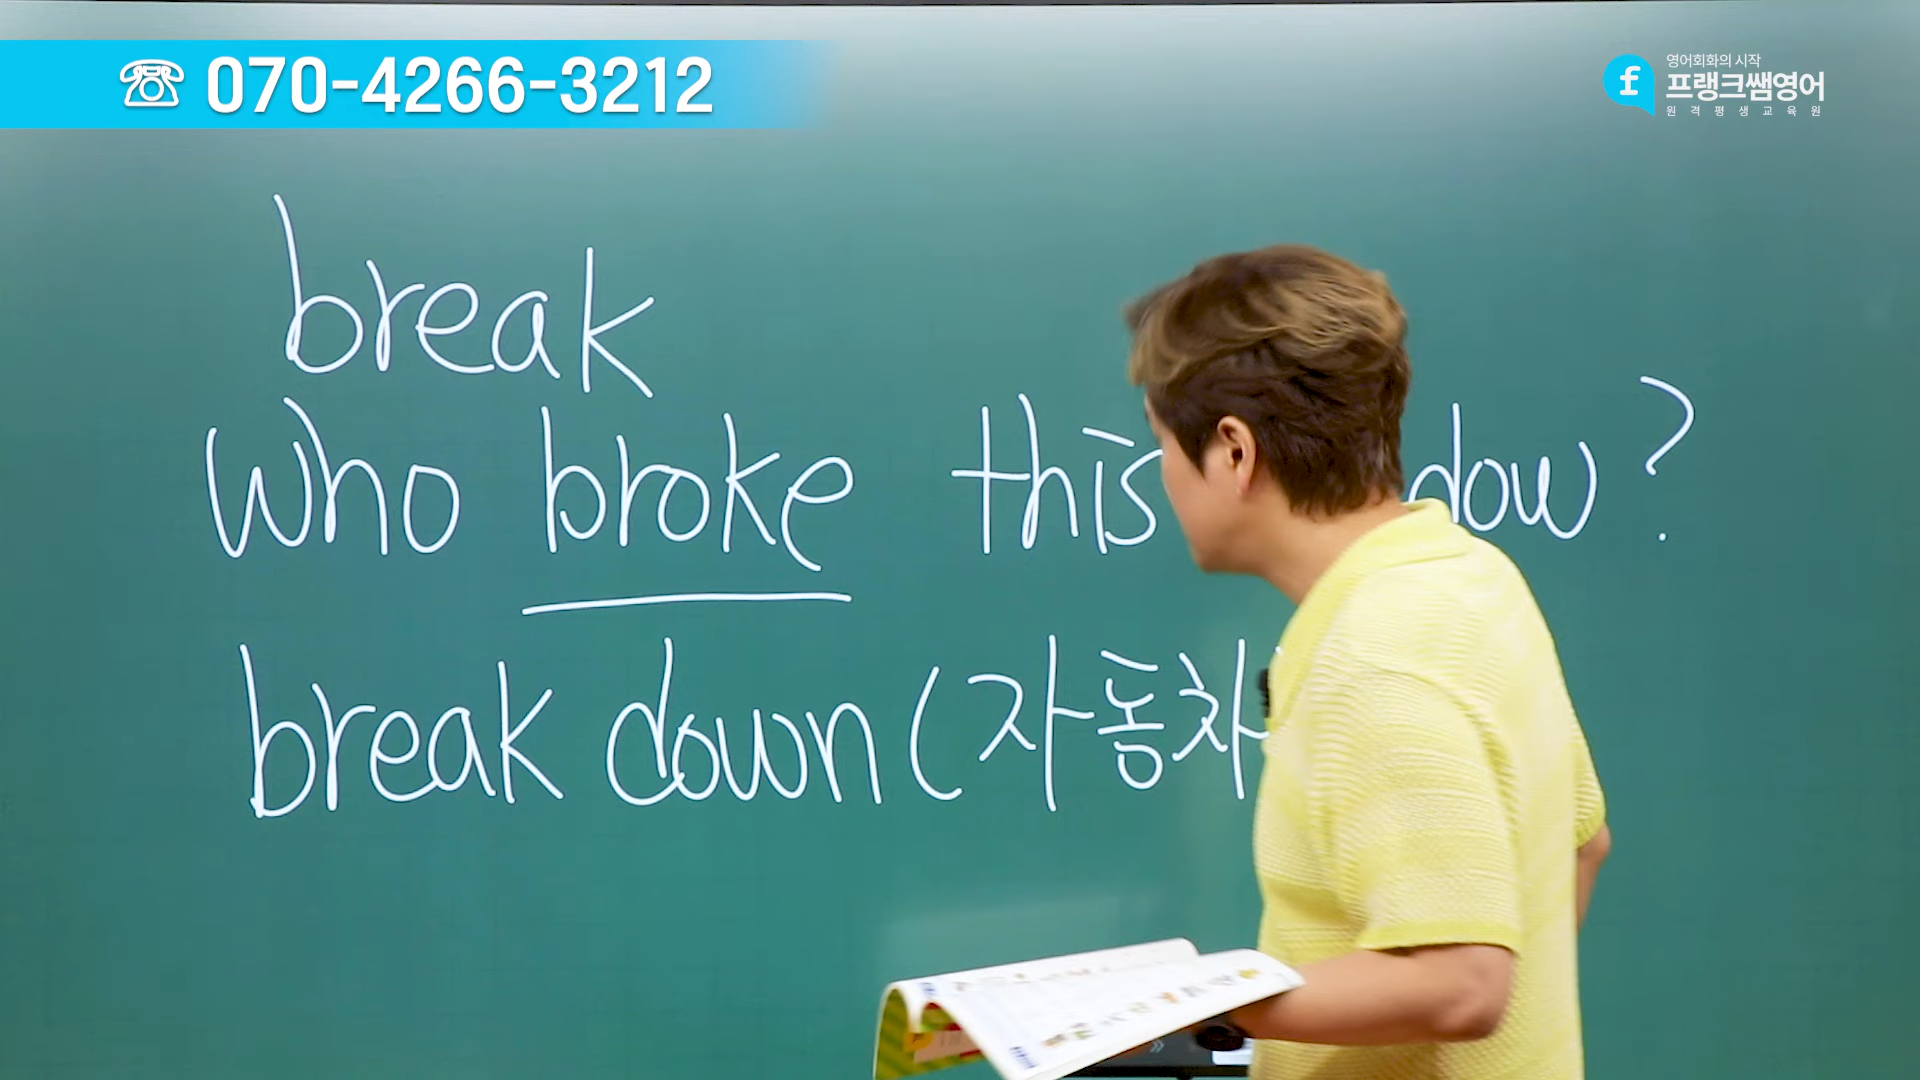 070-4266-3212
영어회화의 시작
프랭크쌤영어
원격평생교육원
break
who broke this dow?
break down (자동차